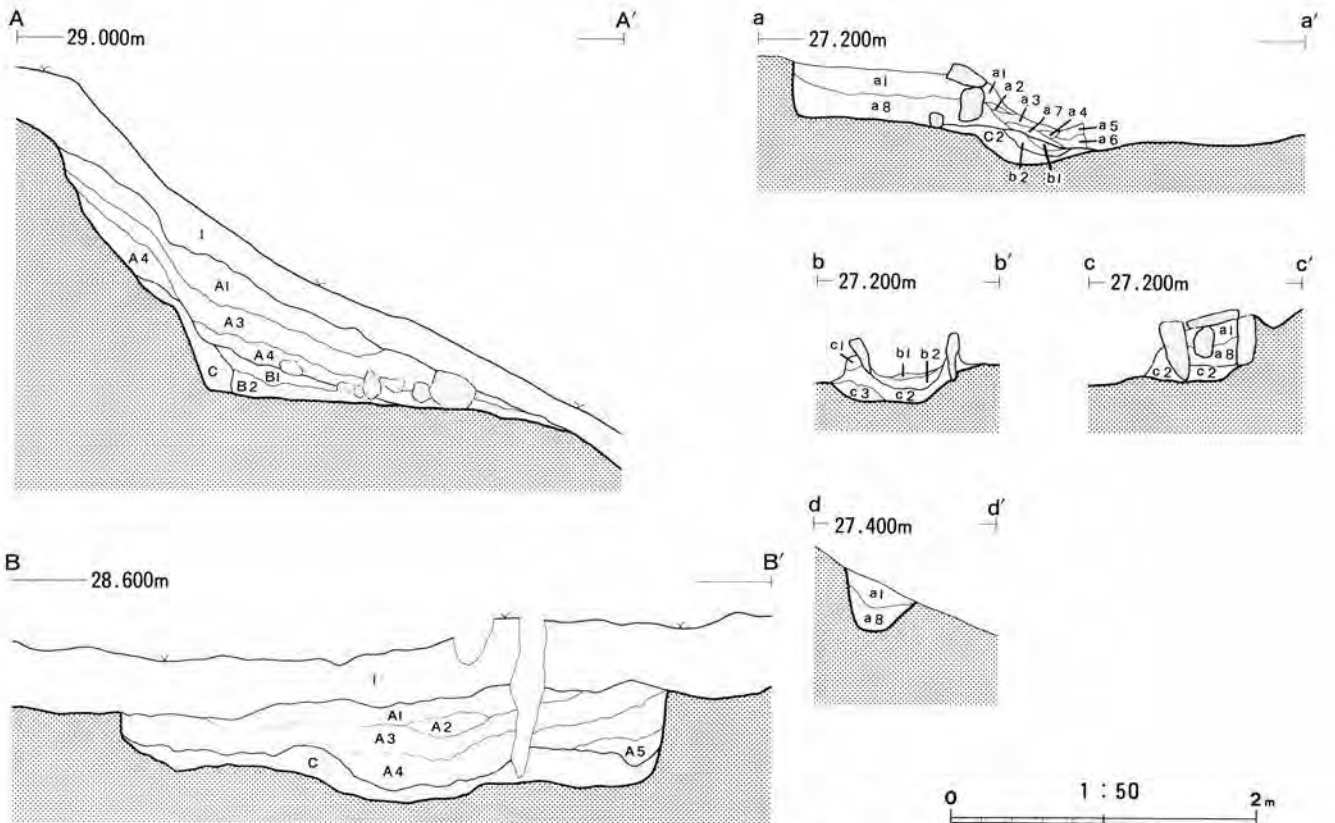 A A′
29.000m
I
A1
A4
A3
A4
B1
C
B2
a a′
27.200m
a1
a1
a2
a3
a7
a4
a5
a6
a8
C2
b2 b1
b b′
27.200m
c1
b1 b2
c3 c2
c c′
27.200m
a1
a8
c2 c2
d d′
27.400m
a1
a8
B B′
28.600m
I
A1
A2
A3
A5
C
A4
1:50
0 2m